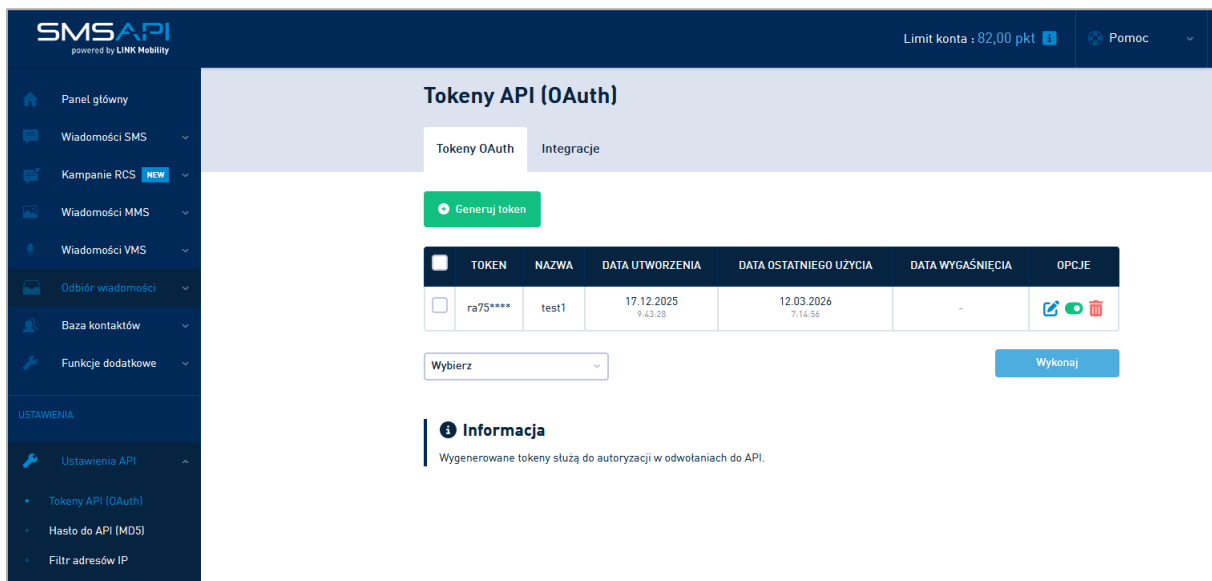 SMSAPI
powered by LINK Mobility
Limit konta : 82,00 pkt
Pomoc
Panel główny
Wiadomości SMS
Kampanie RCS NEW
Wiadomości MMS
Wiadomości VMS
Odbiór wiadomości
Baza kontaktów
Funkcje dodatkowe
USTAWIENIA
Ustawienia API
Tokeny API (OAuth)
Hasło do API (MD5)
Filtr adresów IP
Tokeny API (OAuth)
Tokeny OAuth Integracje
Generuj token
TOKEN NAZWA DATA UTWORZENIA DATA OSTATNIEGO UŻYCIA DATA WYGAŚNIĘCIA OPCJE
ra75**** test1 17.12.2025 12.03.2026 -
9:43:28 7:14:56
Wybierz Wykonaj
Informacja
Wygenerowane tokeny służą do autoryzacji w odwołaniach do API.